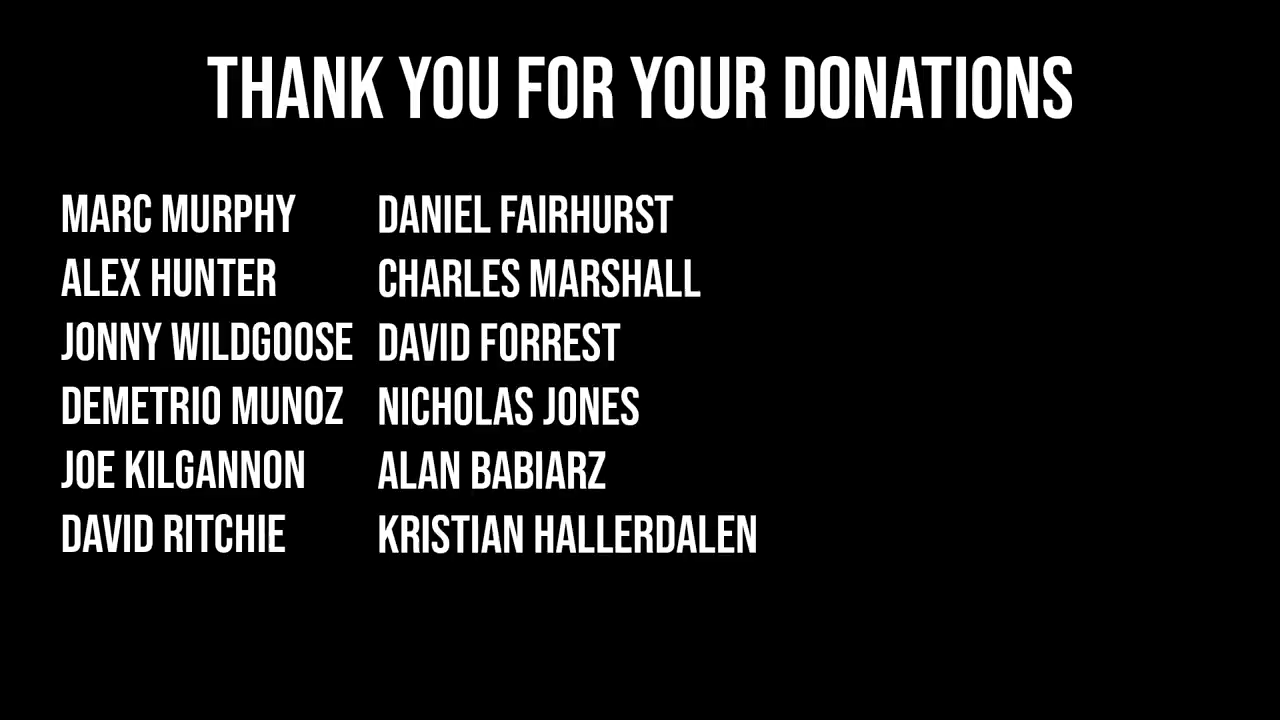 THANK YOU FOR YOUR DONATIONS
MARC MURPHY
ALEX HUNTER
JONNY WILDGOOSE
DEMETRIO MUNOZ
JOE KILGANNON
DAVID RITCHIE
DANIEL FAIRHURST
CHARLES MARSHALL
DAVID FORREST
NICHOLAS JONES
ALAN BABIARZ
KRISTIAN HALLERDALEN